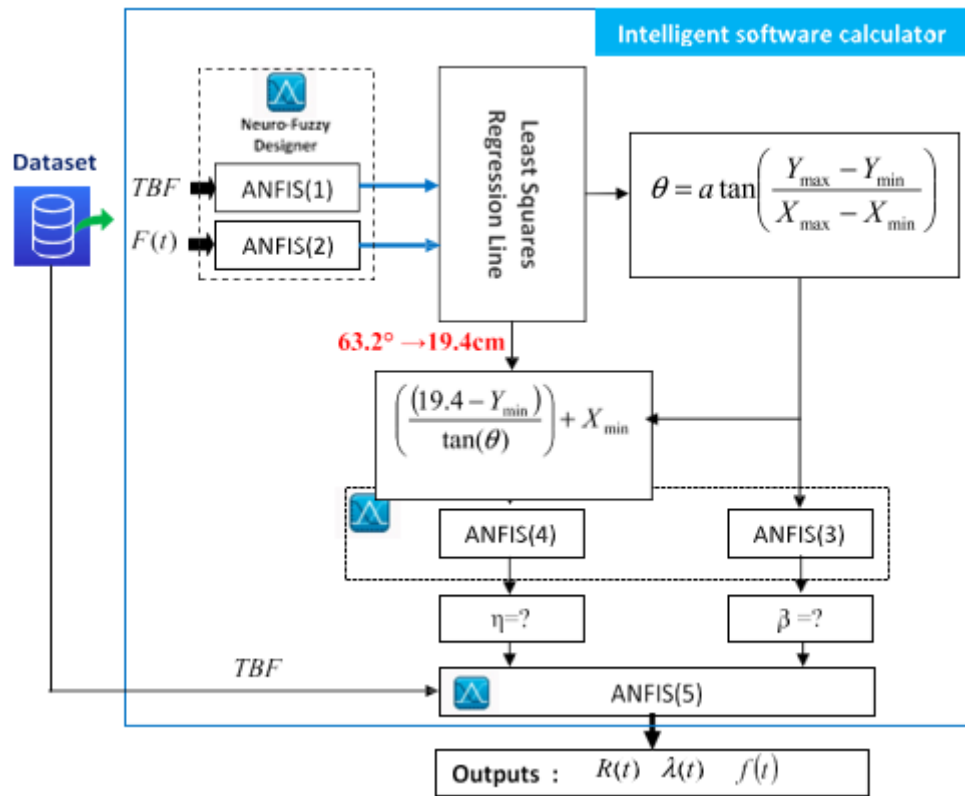 Intelligent software calculator
Neuro-Fuzzy
Designer
Dataset
TBF
ANFIS(1)
F(t)
ANFIS(2)
Least Squares
Regression Line
θ = a tan( (Y_max − Y_min) / (X_max − X_min) )
63.2° →19.4cm
( (19.4 − Y_min) / tan(θ) ) + X_min
ANFIS(4)
ANFIS(3)
η=?
β =?
TBF
ANFIS(5)
Outputs : R(t) λ(t) f(t)